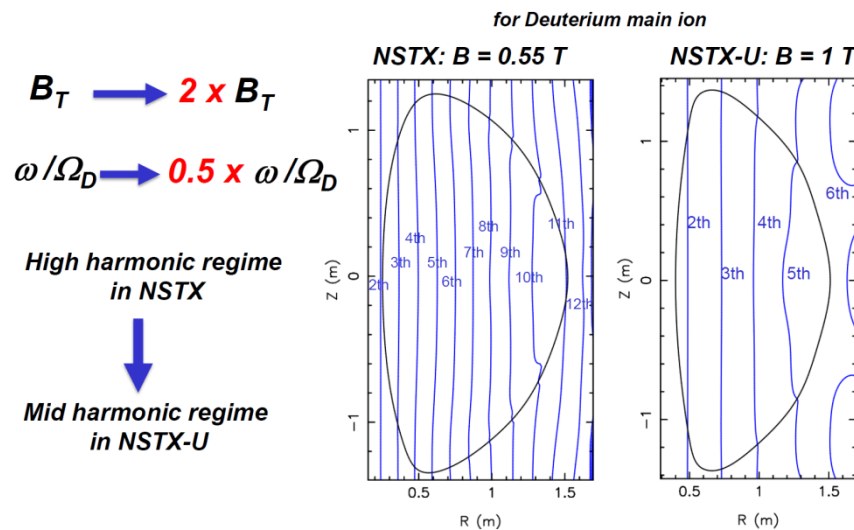 for Deuterium main ion
NSTX: B = 0.55 T
NSTX-U: B = 1 T
B_T
2 x B_T
ω/Ω_D
0.5 x ω/Ω_D
High harmonic regime
in NSTX
Mid harmonic regime
in NSTX-U
Z (m)
1
0
-1
2th
3th
4th
5th
6th
7th
8th
9th
10th
11th
12th
0.5
1
1.5
R (m)
Z (m)
1
0
-1
2th
3th
4th
5th
6th
0.5
1
1.5
R (m)